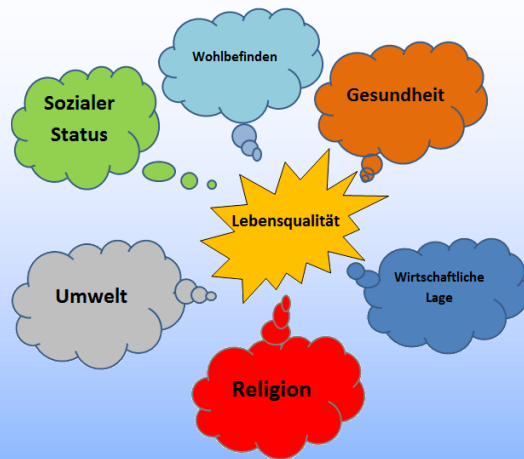 Wohlbefinden
Sozialer
Status
Gesundheit
Lebensqualität
Umwelt
Wirtschaftliche
Lage
Religion